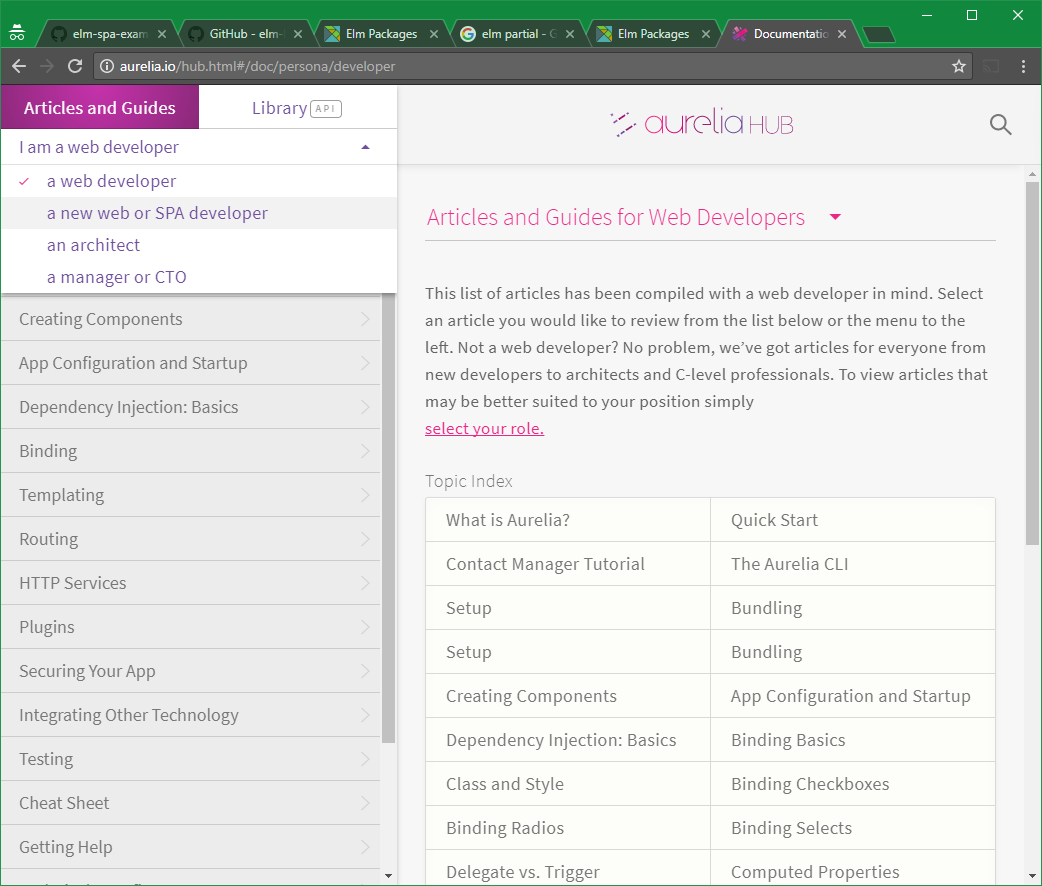 elm-spa-exam
GitHub - elm-
Elm Packages
elm partial - G
Elm Packages
Documentatio
aurelia.io/hub.html#/doc/persona/developer
Articles and Guides
Library API
aurelia HUB
I am a web developer
a web developer
a new web or SPA developer
an architect
a manager or CTO
Creating Components
App Configuration and Startup
Dependency Injection: Basics
Binding
Templating
Routing
HTTP Services
Plugins
Securing Your App
Integrating Other Technology
Testing
Cheat Sheet
Getting Help
Articles and Guides for Web Developers
This list of articles has been compiled with a web developer in mind. Select
an article you would like to review from the list below or the menu to the
left. Not a web developer? No problem, we’ve got articles for everyone from
new developers to architects and C-level professionals. To view articles that
may be better suited to your position simply
select your role.
Topic Index
What is Aurelia? Quick Start
Contact Manager Tutorial The Aurelia CLI
Setup Bundling
Setup Bundling
Creating Components App Configuration and Startup
Dependency Injection: Basics Binding Basics
Class and Style Binding Checkboxes
Binding Radios Binding Selects
Delegate vs. Trigger Computed Properties